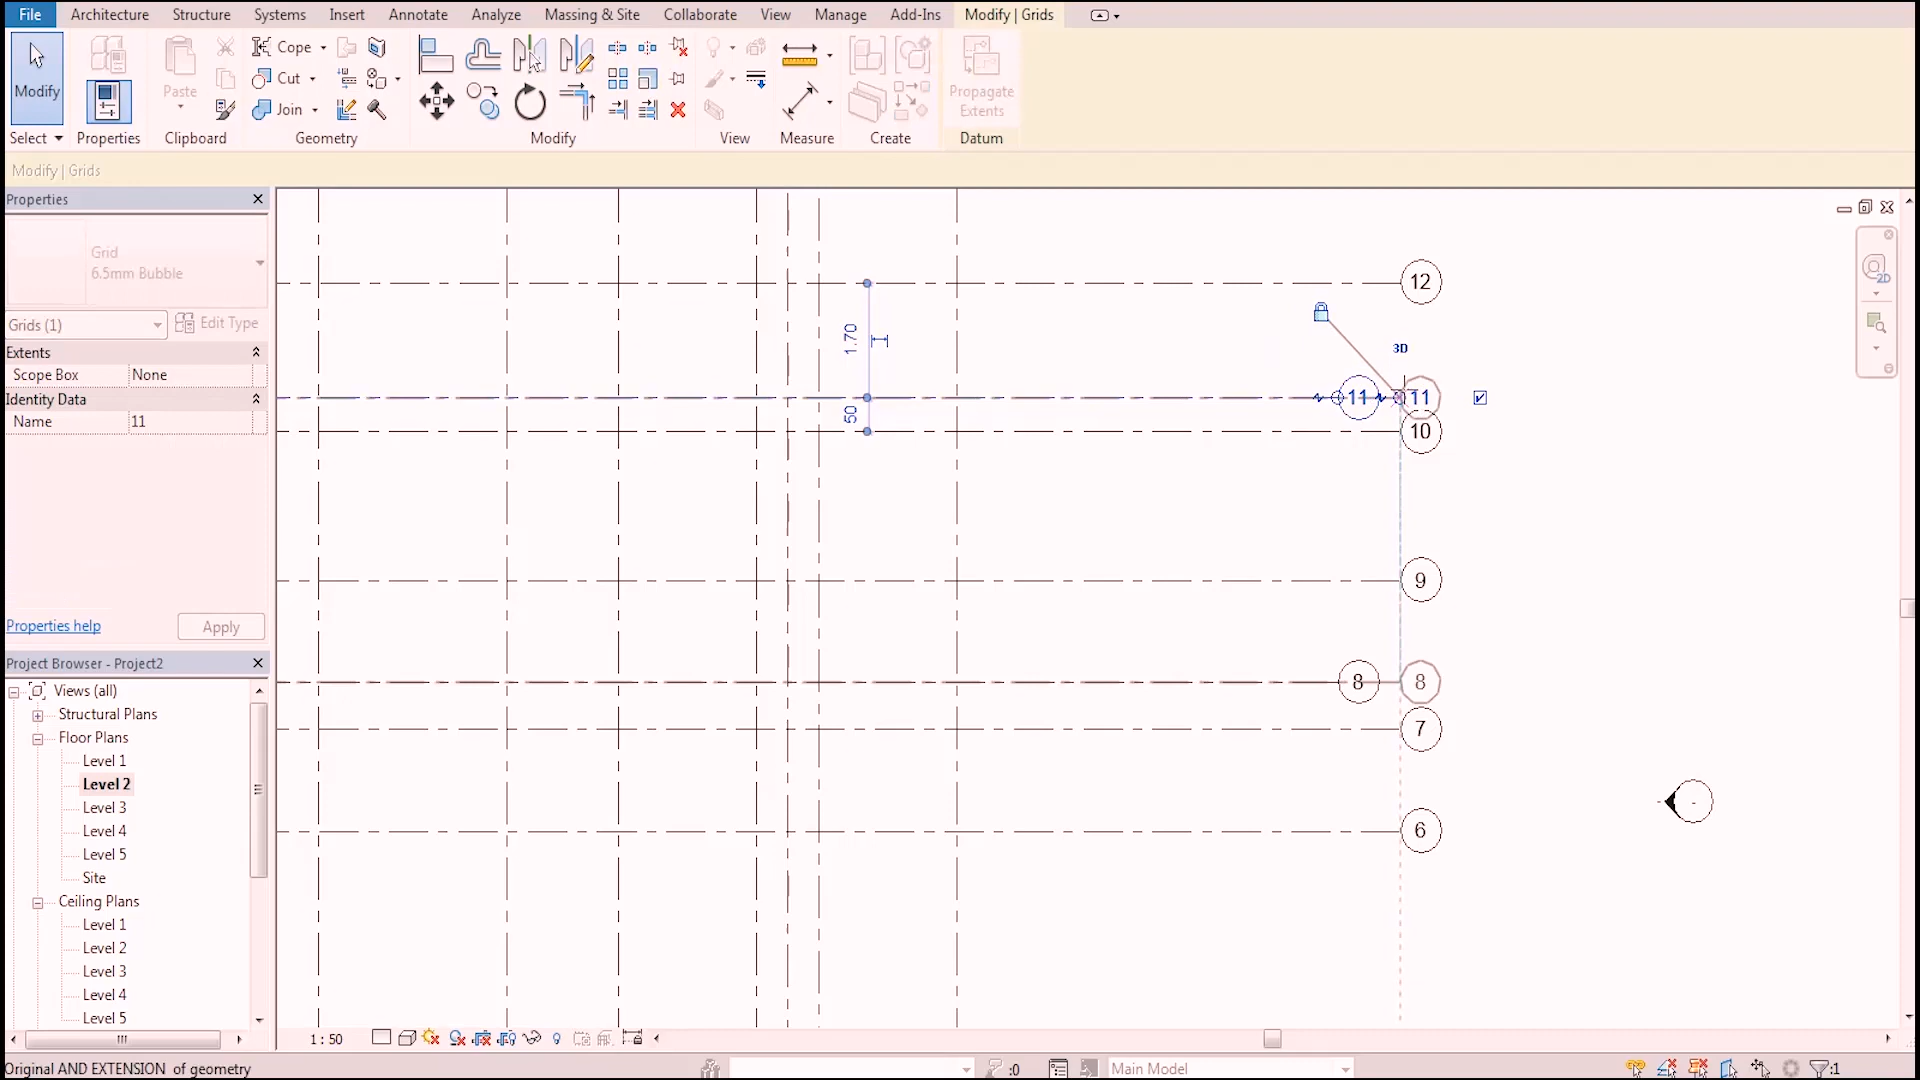 File Architecture Structure Systems Insert Annotate Analyze Massing & Site Collaborate View Manage Add-Ins Modify | Grids
Cope
Modify Cut Paste Propagate
Join Extents
Select Properties Clipboard Geometry Modify View Measure Create Datum
Modify | Grids
Properties
Grid
6.5mm Bubble
Grids (1) Edit Type
Extents
Scope Box None
Identity Data
Name 11
Properties help Apply
Project Browser - Project2
Views (all)
Structural Plans
Floor Plans
Level 1
Level 2
Level 3
Level 4
Level 5
Site
Ceiling Plans
Level 1
Level 2
Level 3
Level 4
Level 5
12
1.70
3D
11 11
50
10
9
8 8
7
6
-
2D
1 : 50
Original AND EXTENSION of geometry :0 Main Model :1